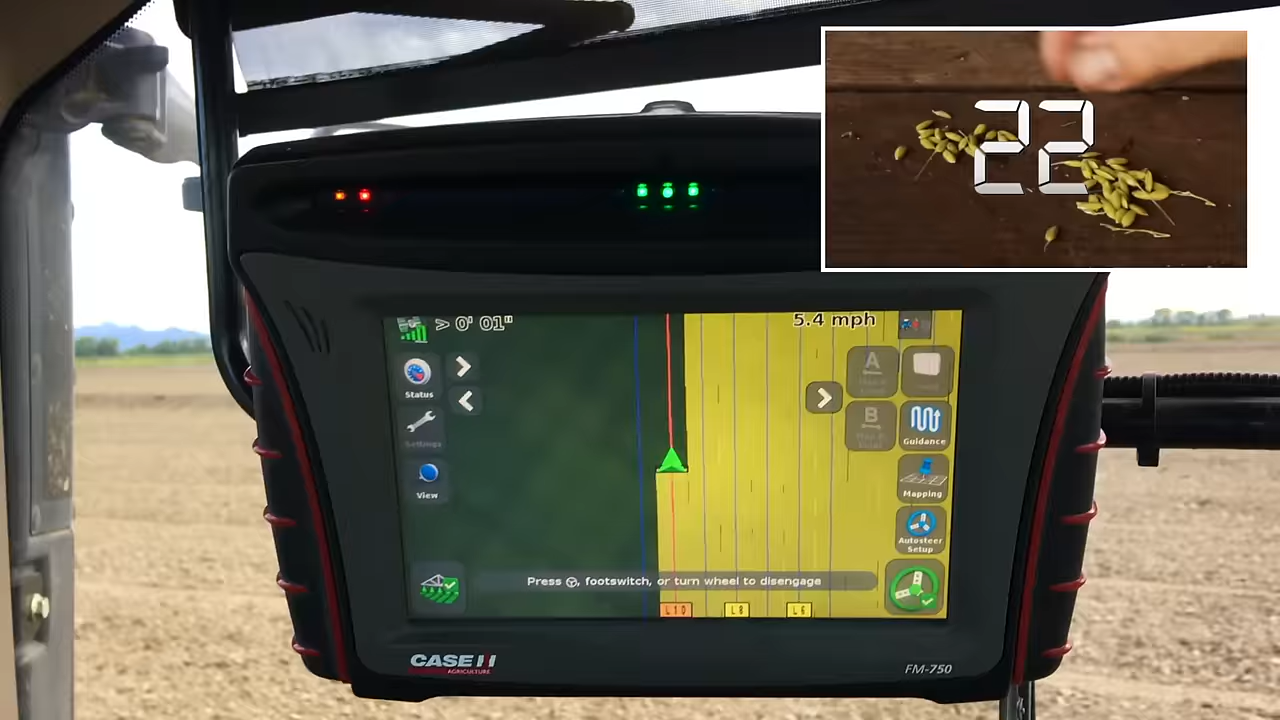 22
> 0' 01"
5.4 mph
A
Status
Settings
B
Guidance
View
Mapping
Autosteer
Setup
Press , footswitch, or turn wheel to disengage
L10
L8
L6
CASE IH
AGRICULTURE
FM-750